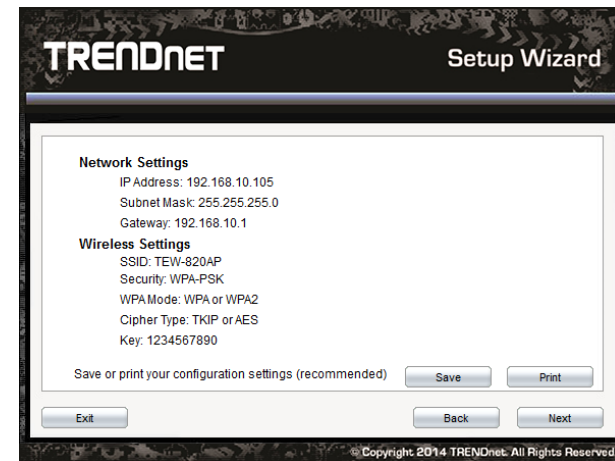 TRENDNET
Setup Wizard
Network Settings
IP Address: 192.168.10.105
Subnet Mask: 255.255.255.0
Gateway: 192.168.10.1
Wireless Settings
SSID: TEW-820AP
Security: WPA-PSK
WPA Mode: WPA or WPA2
Cipher Type: TKIP or AES
Key: 1234567890
Save or print your configuration settings (recommended)
Save
Print
Exit
Back
Next
© Copyright 2014 TRENDnet. All Rights Reserved